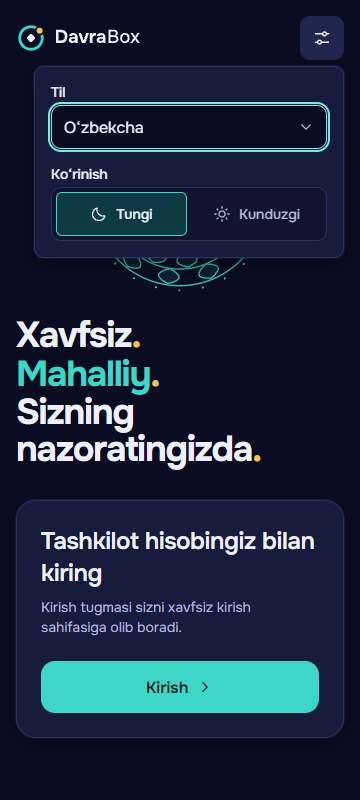 DavraBox
Til
O‘zbekcha
Ko‘rinish
Tungi
Kunduzgi
Xavfsiz.
Mahalliy.
Sizning
nazoratingizda.
Tashkilot hisobingiz bilan
kiring
Kirish tugmasi sizni xavfsiz kirish
sahifasiga olib boradi.
Kirish